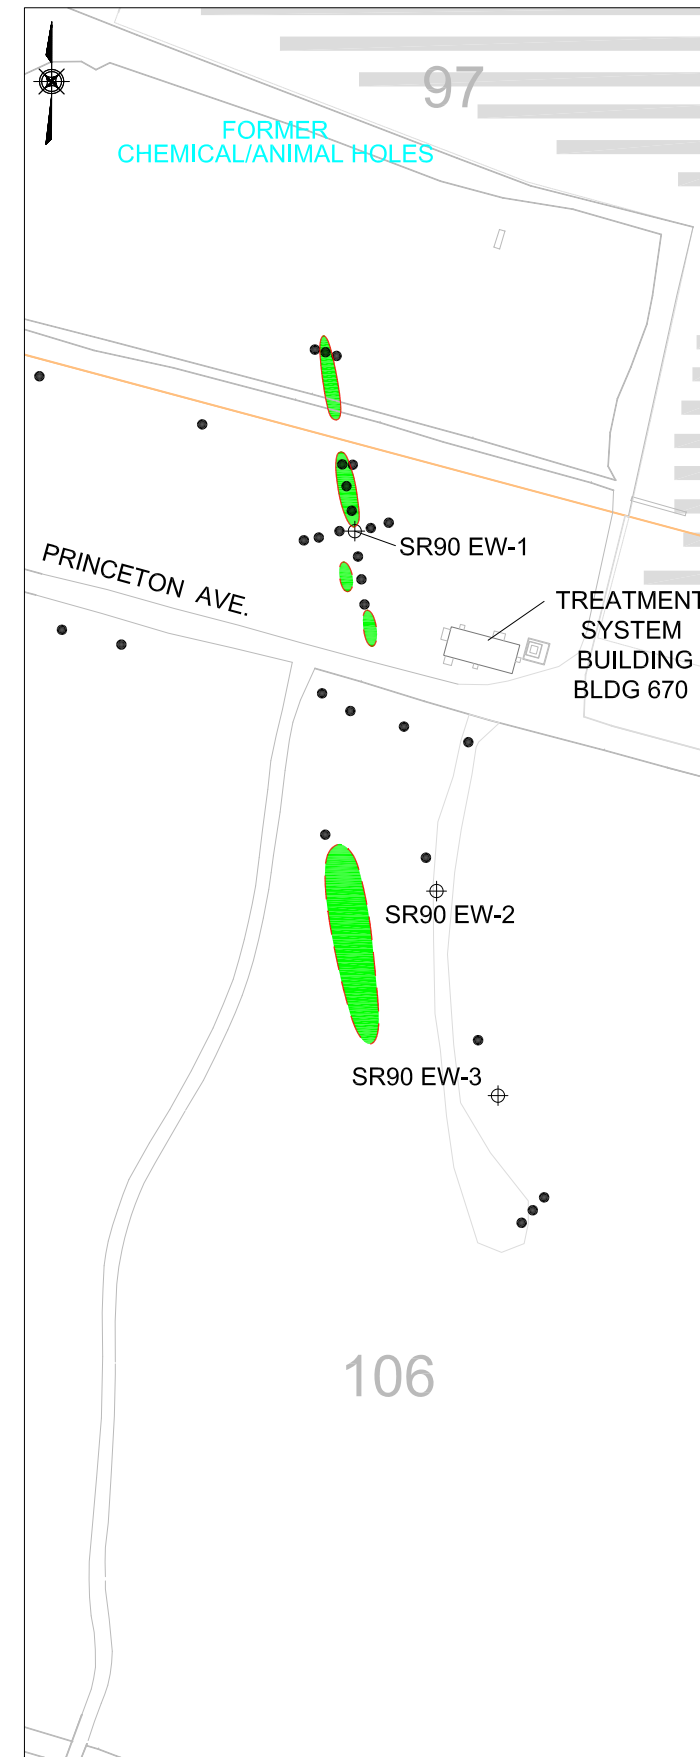 97
FORMER
CHEMICAL/ANIMAL HOLES
SR90 EW-1
PRINCETON AVE.
TREATMENT
SYSTEM
BUILDING
BLDG 670
SR90 EW-2
SR90 EW-3
106